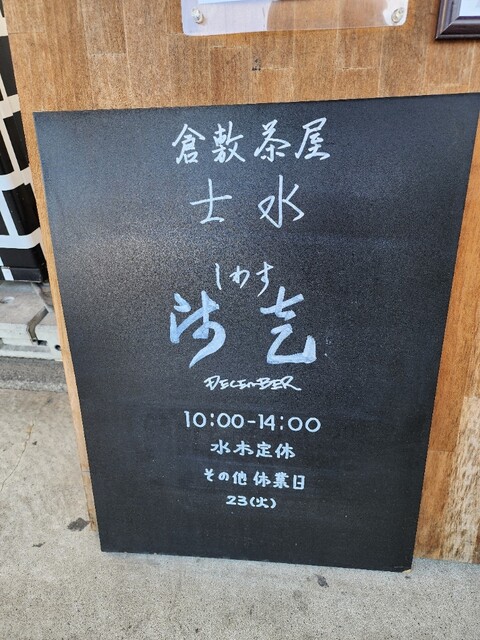 倉敷茶屋
士水
しわす
師走
DECEMBER
10:00-14:00
水木定休
その他休業日
23(火)